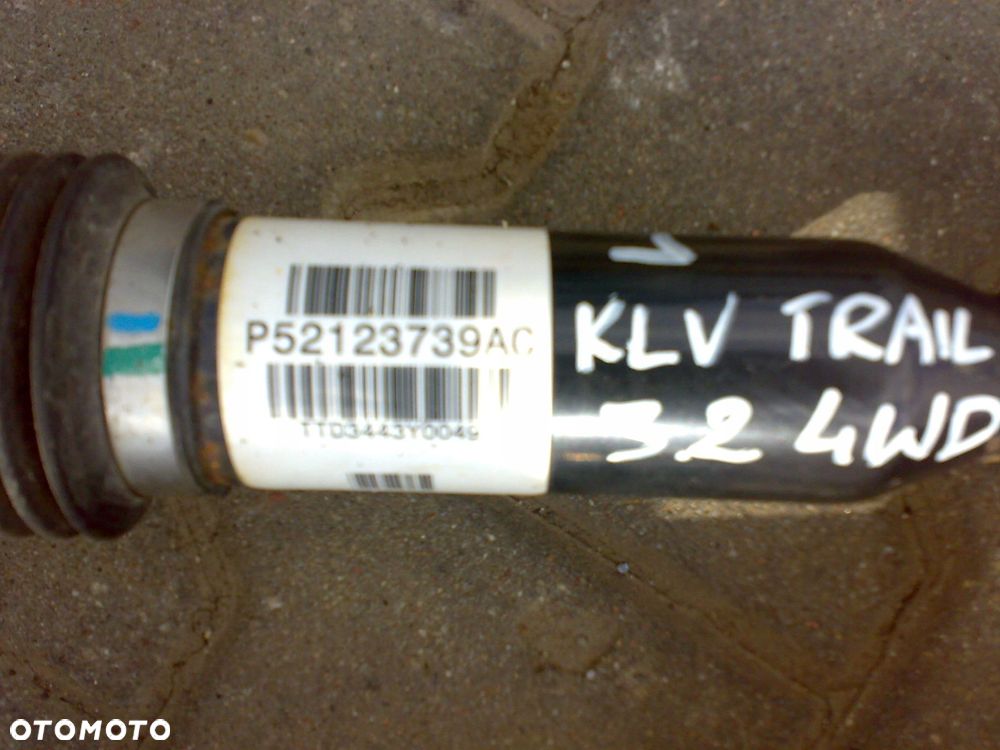 P52123739AC
TTD3443Y0049
KLV TRAIL
3.2 4WD
OTOMOTO